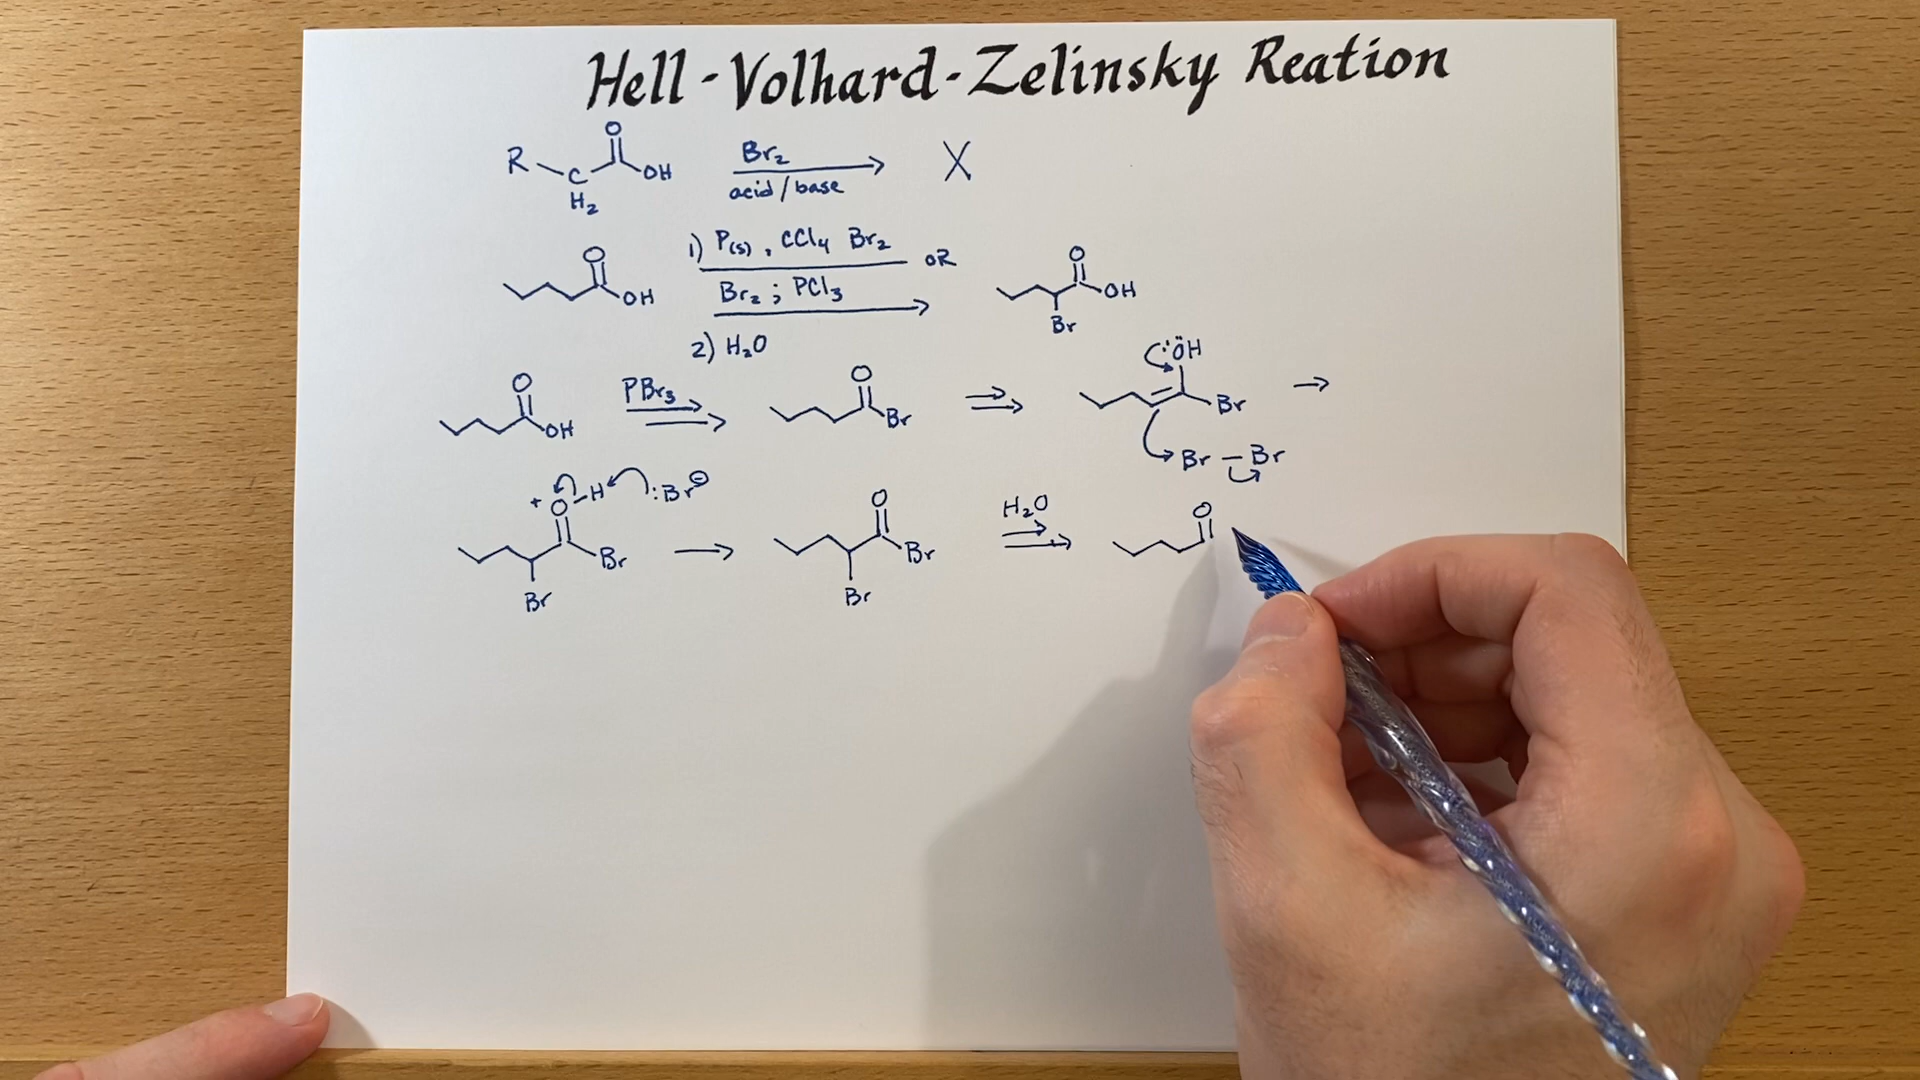 Hell-Volhard-Zelinsky Reation
R C H₂ O OH Br₂ acid/base X
O OH 1) P(s), CCl₄ Br₂ OR Br₂ ; PCl₃ 2) H₂O O OH Br
O OH PBr₃ O Br :ÖH Br Br – Br
+ O – H :Br⊖ Br Br O Br Br H₂O O